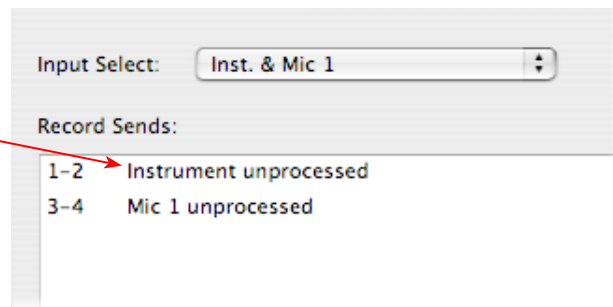 Input Select: Inst. & Mic 1
Record Sends:
1–2 Instrument unprocessed
3–4 Mic 1 unprocessed